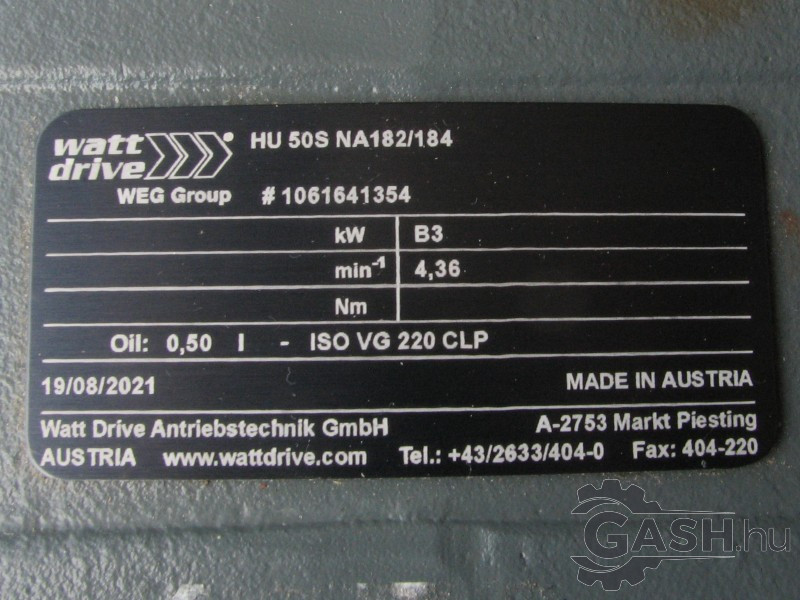 watt drive HU 50S NA182/184
WEG Group # 1061641354
kW B3
min-1 4,36
Nm
Oil: 0,50 l - ISO VG 220 CLP
19/08/2021 MADE IN AUSTRIA
Watt Drive Antriebstechnik GmbH A-2753 Markt Piesting
AUSTRIA www.wattdrive.com Tel.: +43/2633/404-0 Fax: 404-220
GASH.hu